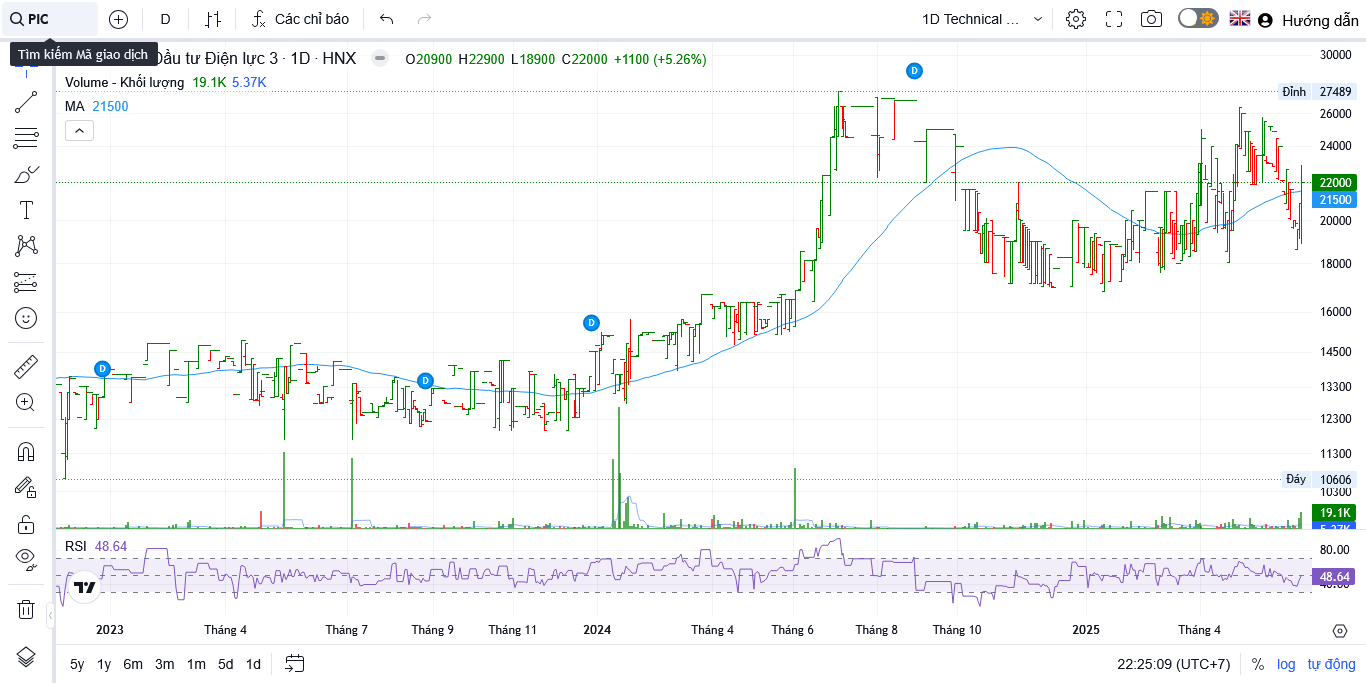 PIC
D
Các chỉ báo
1D Technical ...
Hướng dẫn
Tìm kiếm Mã giao dịch
Đầu tư Điện lực 3 · 1D · HNX
O20900 H22900 L18900 C22000 +1100 (+5.26%)
Volume - Khối lượng 19.1K 5.37K
MA 21500
30000
Đỉnh 27489
26000
24000
22000
21500
20000
18000
16000
14500
13300
12300
11300
Đáy 10606
10300
19.1K
5.37K
D
D
D
D
RSI 48.64
80.00
48.64
40.00
2023
Tháng 4
Tháng 7
Tháng 9
Tháng 11
2024
Tháng 4
Tháng 6
Tháng 8
Tháng 10
2025
Tháng 4
5y 1y 6m 3m 1m 5d 1d
22:25:09 (UTC+7)
% log tự động